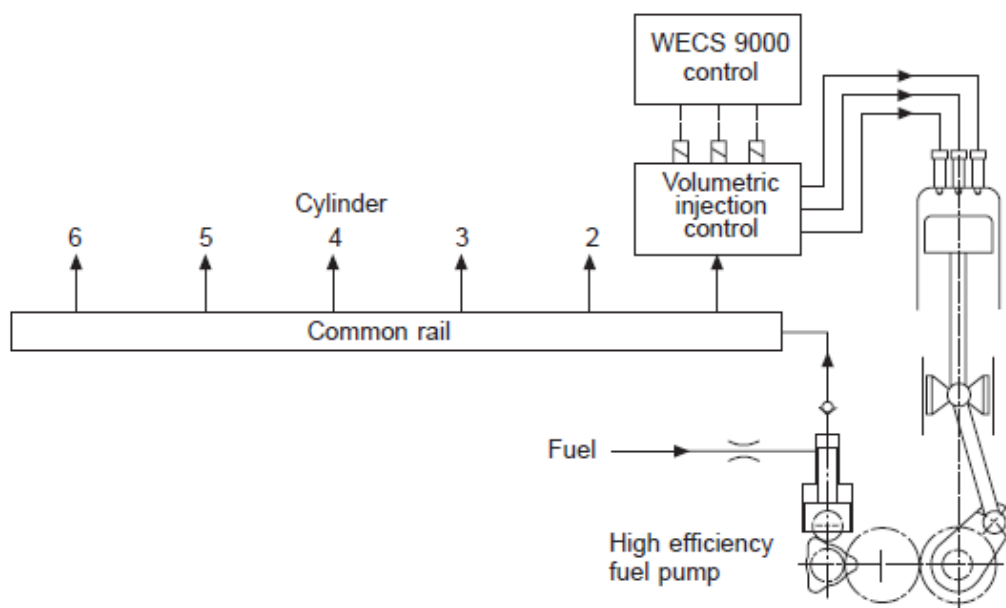 WECS 9000
control
Volumetric
injection
control
Cylinder
6 5 4 3 2
Common rail
Fuel
High efficiency
fuel pump